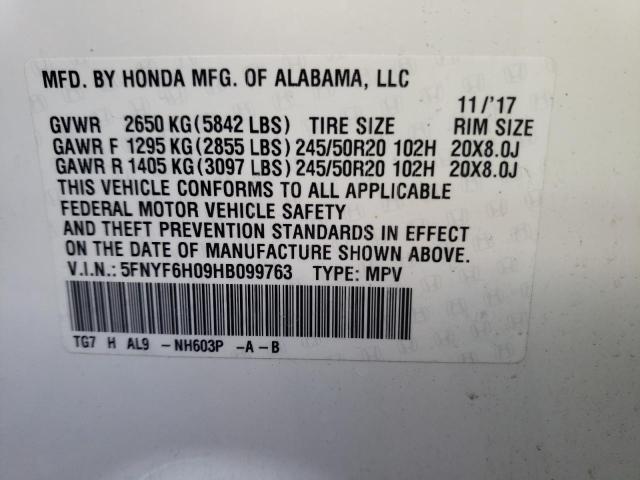 MFD. BY HONDA MFG. OF ALABAMA, LLC
11/'17
GVWR 2650 KG (5842 LBS) TIRE SIZE RIM SIZE
GAWR F 1295 KG (2855 LBS) 245/50R20 102H 20X8.0J
GAWR R 1405 KG (3097 LBS) 245/50R20 102H 20X8.0J
THIS VEHICLE CONFORMS TO ALL APPLICABLE
FEDERAL MOTOR VEHICLE SAFETY
AND THEFT PREVENTION STANDARDS IN EFFECT
ON THE DATE OF MANUFACTURE SHOWN ABOVE.
V.I.N.: 5FNYF6H09HB099763 TYPE: MPV
TG7 H AL9 -NH603P -A-B